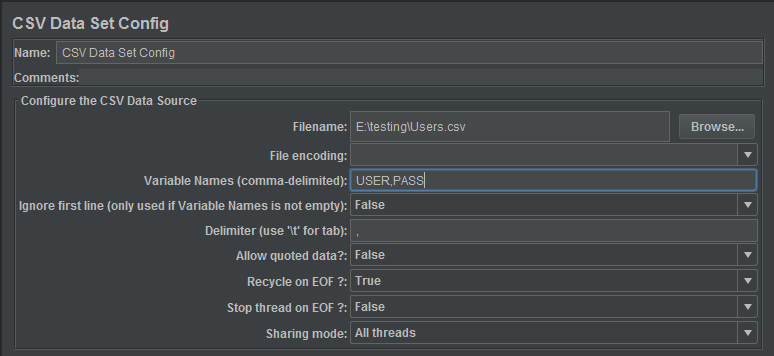 CSV Data Set Config
Name: CSV Data Set Config
Comments:
Configure the CSV Data Source
Filename: E:\testing\Users.csv Browse...
File encoding:
Variable Names (comma-delimited): USER,PASS
Ignore first line (only used if Variable Names is not empty): False
Delimiter (use '\t' for tab): ,
Allow quoted data?: False
Recycle on EOF ?: True
Stop thread on EOF ?: False
Sharing mode: All threads